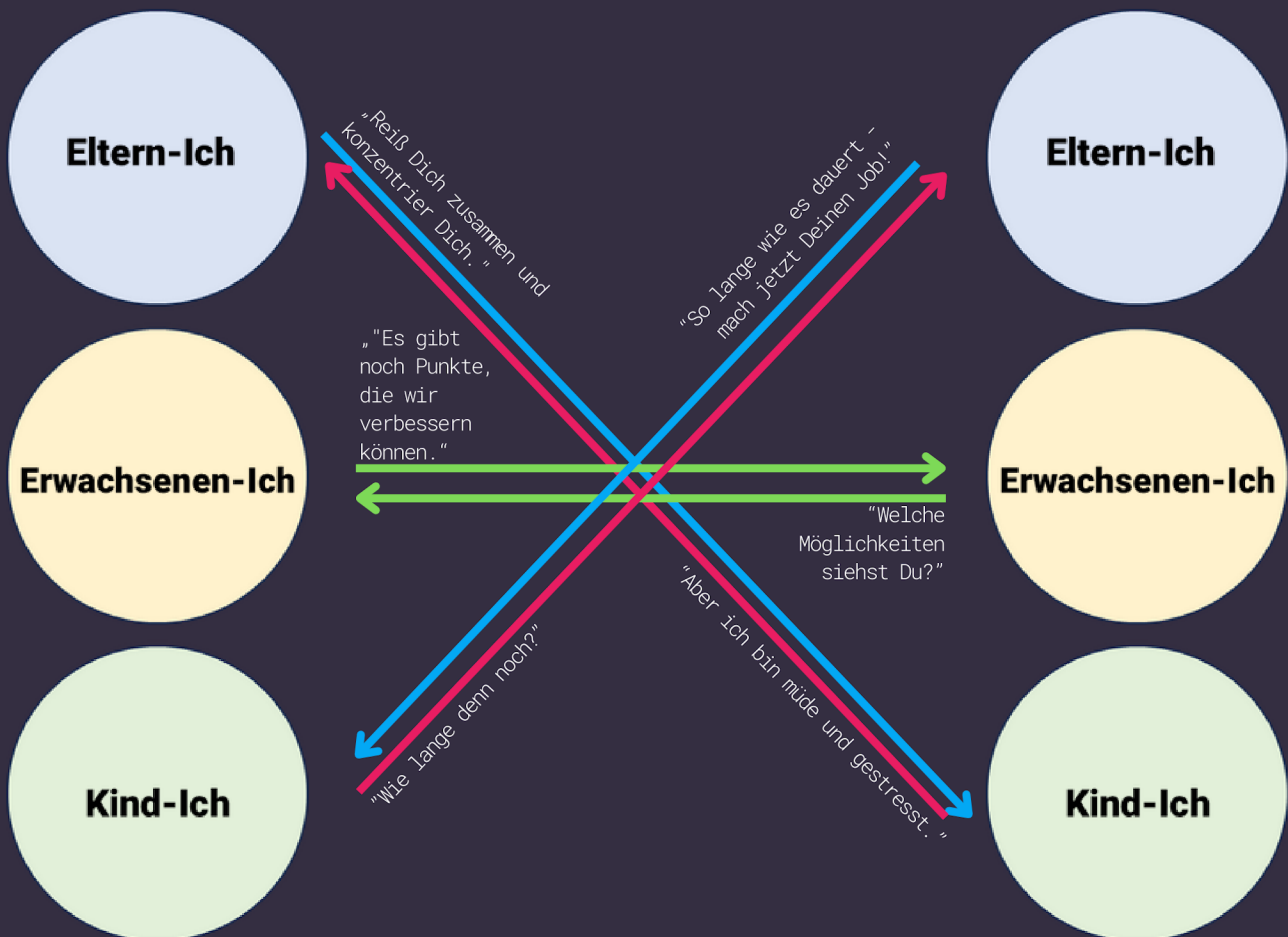 Eltern-Ich
Eltern-Ich
„Reiß Dich zusammen und
konzentrier Dich."
“So lange wie es dauert -
mach jetzt Deinen Job!”
„"Es gibt
noch Punkte,
die wir
verbessern
können.“
Erwachsenen-Ich
Erwachsenen-Ich
“Welche
Möglichkeiten
siehst Du?”
”Wie lange denn noch?”
“Aber ich bin müde und gestresst.”
Kind-Ich
Kind-Ich